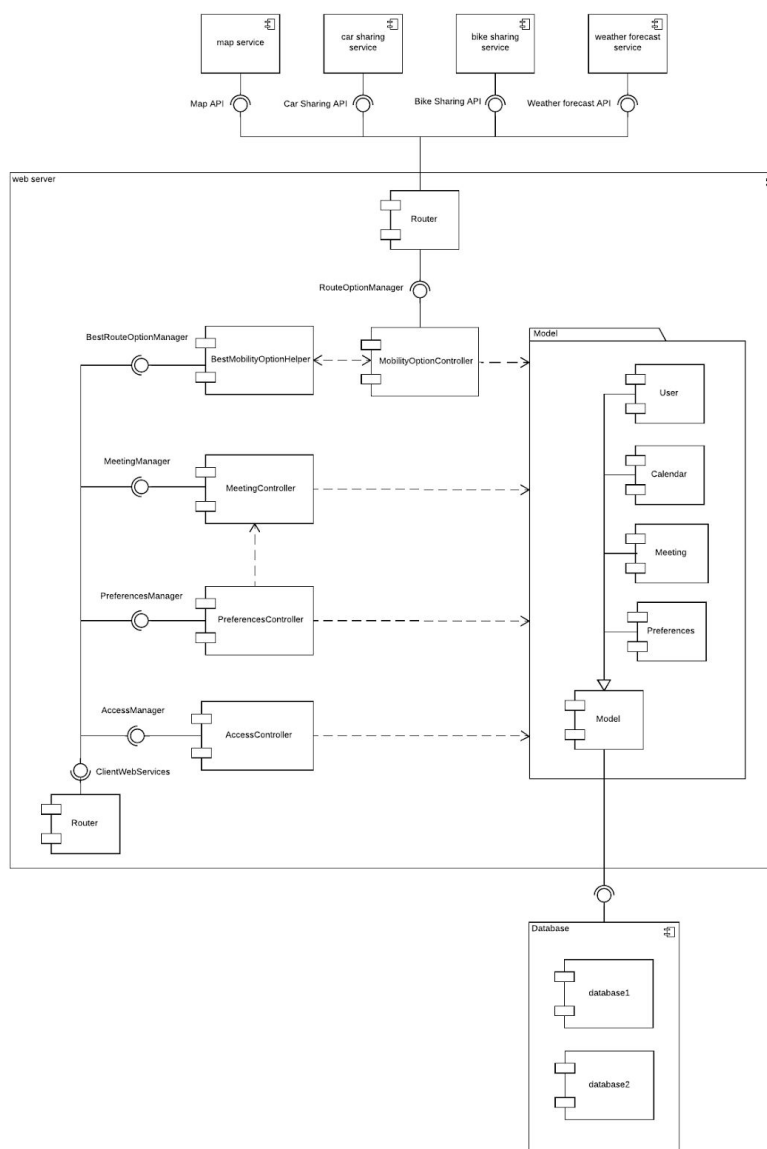 map service
car sharing
service
bike sharing
service
weather forecast
service
Map API
Car Sharing API
Bike Sharing API
Weather forecast API
web server
Router
RouteOptionManager
BestRouteOptionManager
BestMobilityOptionHelper
MobilityOptionController
Model
User
MeetingManager
MeetingController
Calendar
Meeting
PreferencesManager
PreferencesController
Preferences
AccessManager
AccessController
Model
ClientWebServices
Router
Database
database1
database2